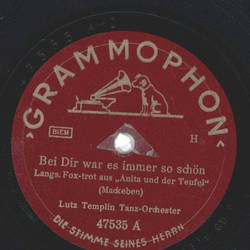 ›GRAMMOPHON‹
BIEM
H
Bei Dir war es immer so schön
Langs. Fox-trot aus „Anita und der Teufel“
(Mackeben)
Lutz Templin Tanz-Orchester
47535 A
DIE STIMME SEINES HERRN